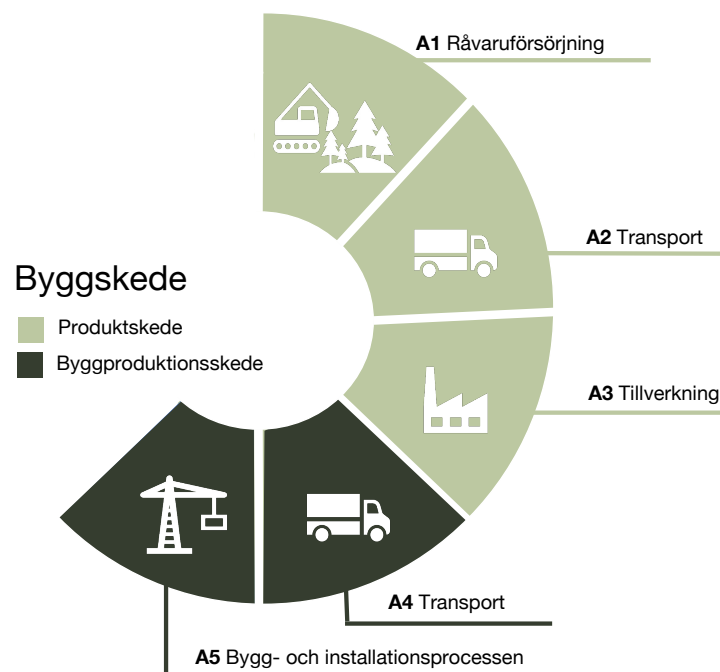 A1 Råvaruförsörjning
A2 Transport
Byggskede
Produktskede
Byggproduktionsskede
A3 Tillverkning
A4 Transport
A5 Bygg- och installationsprocessen